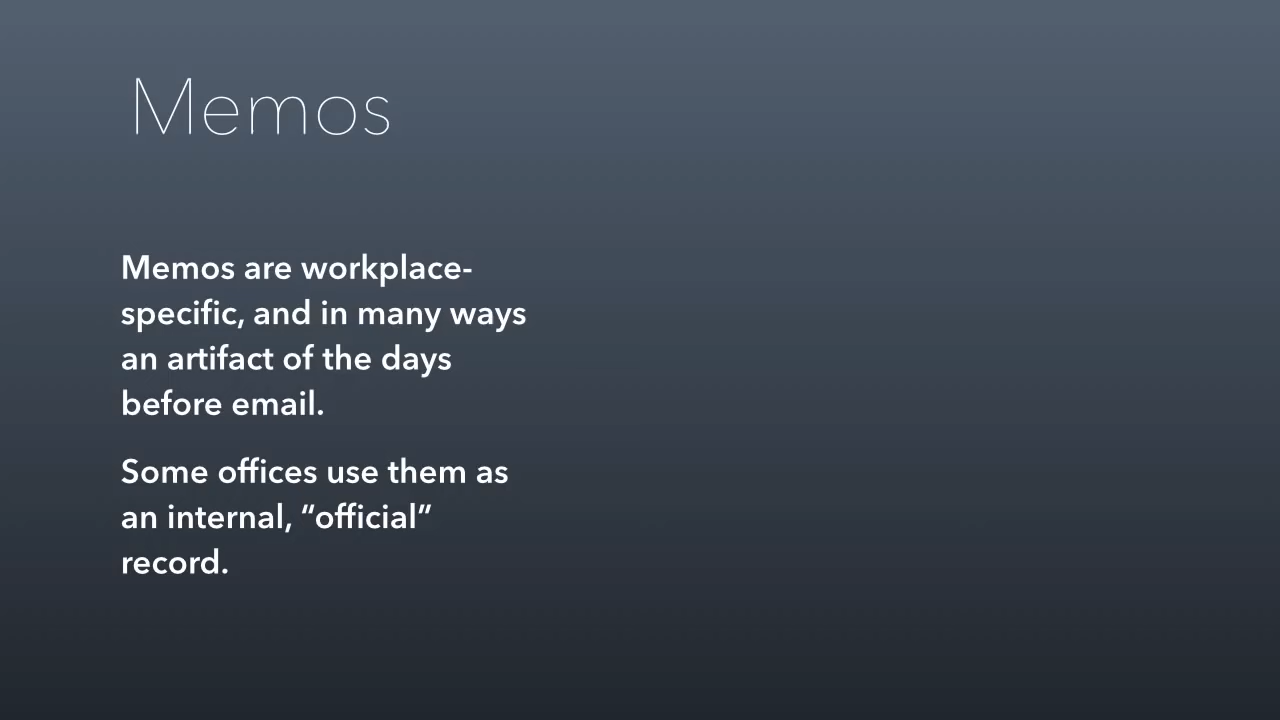 Memos
Memos are workplace-
specific, and in many ways
an artifact of the days
before email.
Some offices use them as
an internal, “official”
record.